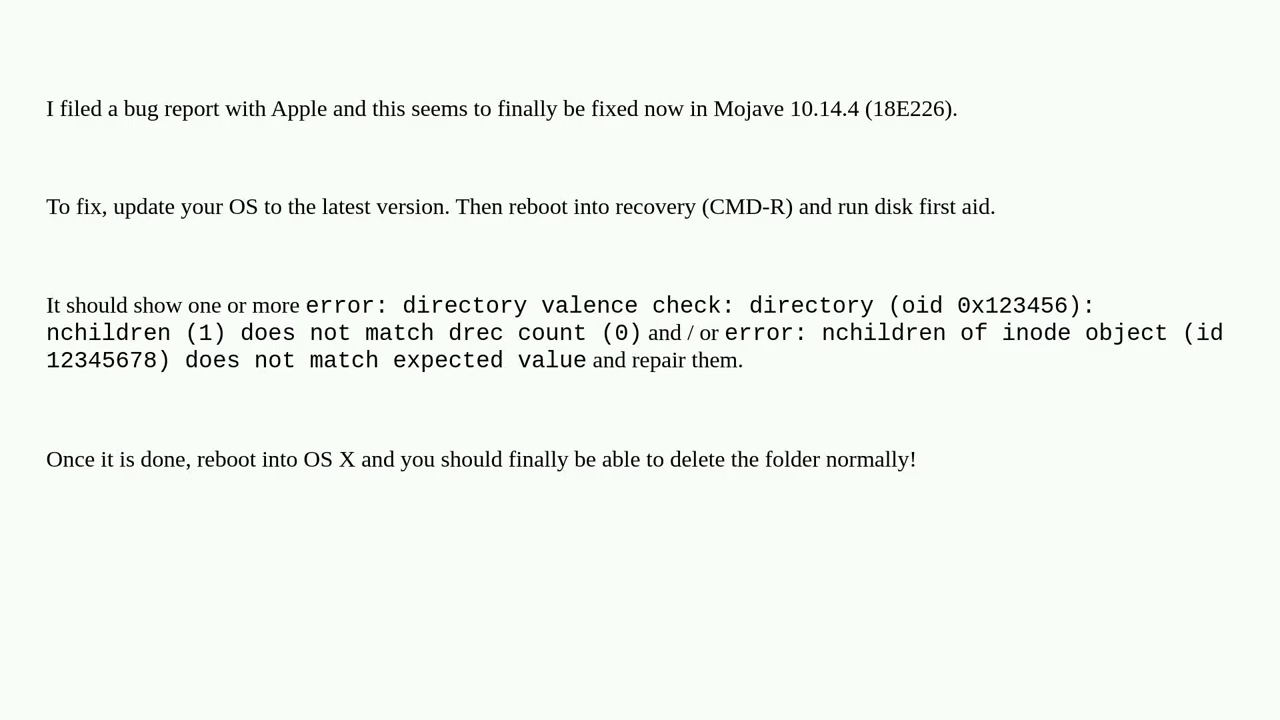 I filed a bug report with Apple and this seems to finally be fixed now in Mojave 10.14.4 (18E226).
To fix, update your OS to the latest version. Then reboot into recovery (CMD-R) and run disk first aid.
It should show one or more error: directory valence check: directory (oid 0x123456):
nchildren (1) does not match drec count (0) and / or error: nchildren of inode object (id
12345678) does not match expected value and repair them.
Once it is done, reboot into OS X and you should finally be able to delete the folder normally!